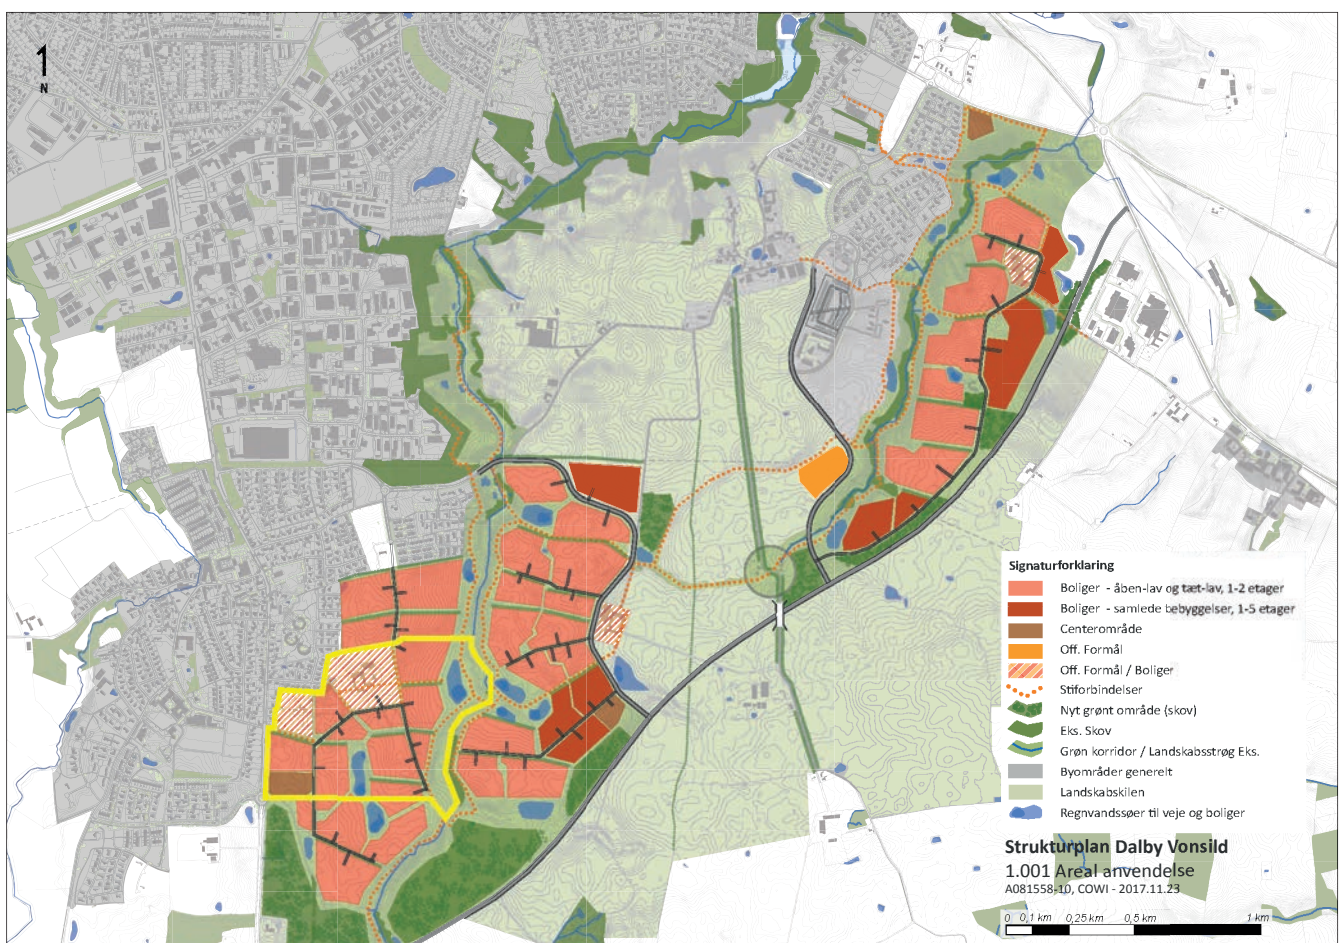 N
Signaturforklaring
Boliger - åben-lav og tæt-lav, 1-2 etager
Boliger - samlede bebyggelser, 1-5 etager
Centerområde
Off. Formål
Off. Formål / Boliger
Stiforbindelser
Nyt grønt område (skov)
Eks. Skov
Grøn korridor / Landskabsstrøg Eks.
Byområder generelt
Landskabskilen
Regnvandssøer til veje og boliger
Strukturplan Dalby Vonsild
1.001 Areal anvendelse
A081558-10, COWI - 2017.11.23
0 0,1 km 0,25 km 0,5 km 1 km